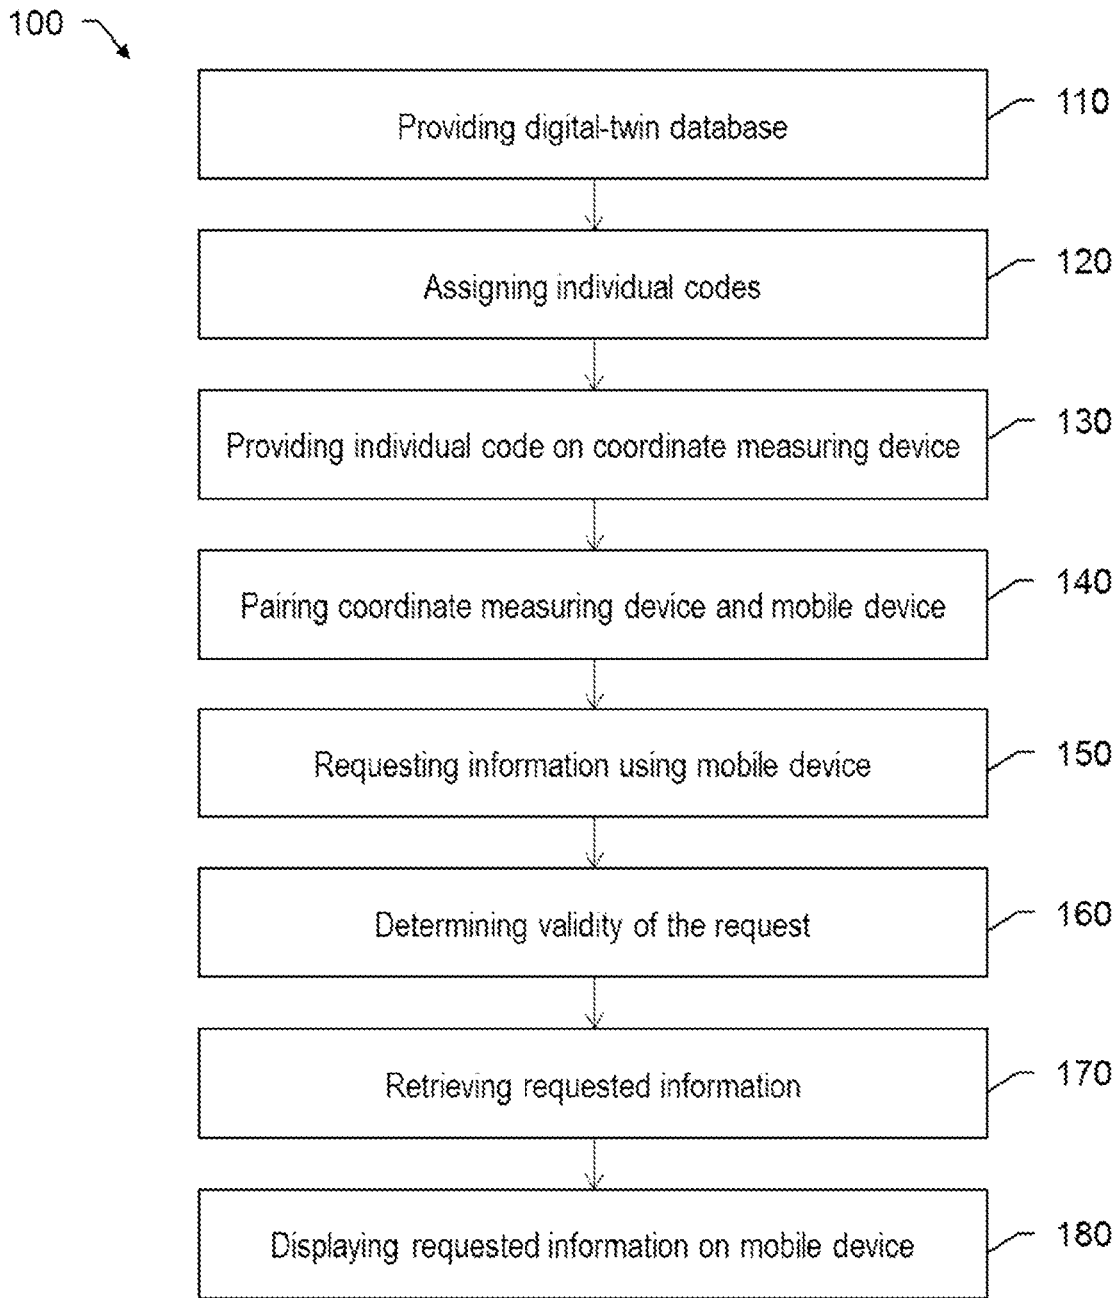 100
Providing digital-twin database
110
Assigning individual codes
120
Providing individual code on coordinate measuring device
130
Pairing coordinate measuring device and mobile device
140
Requesting information using mobile device
150
Determining validity of the request
160
Retrieving requested information
170
Displaying requested information on mobile device
180